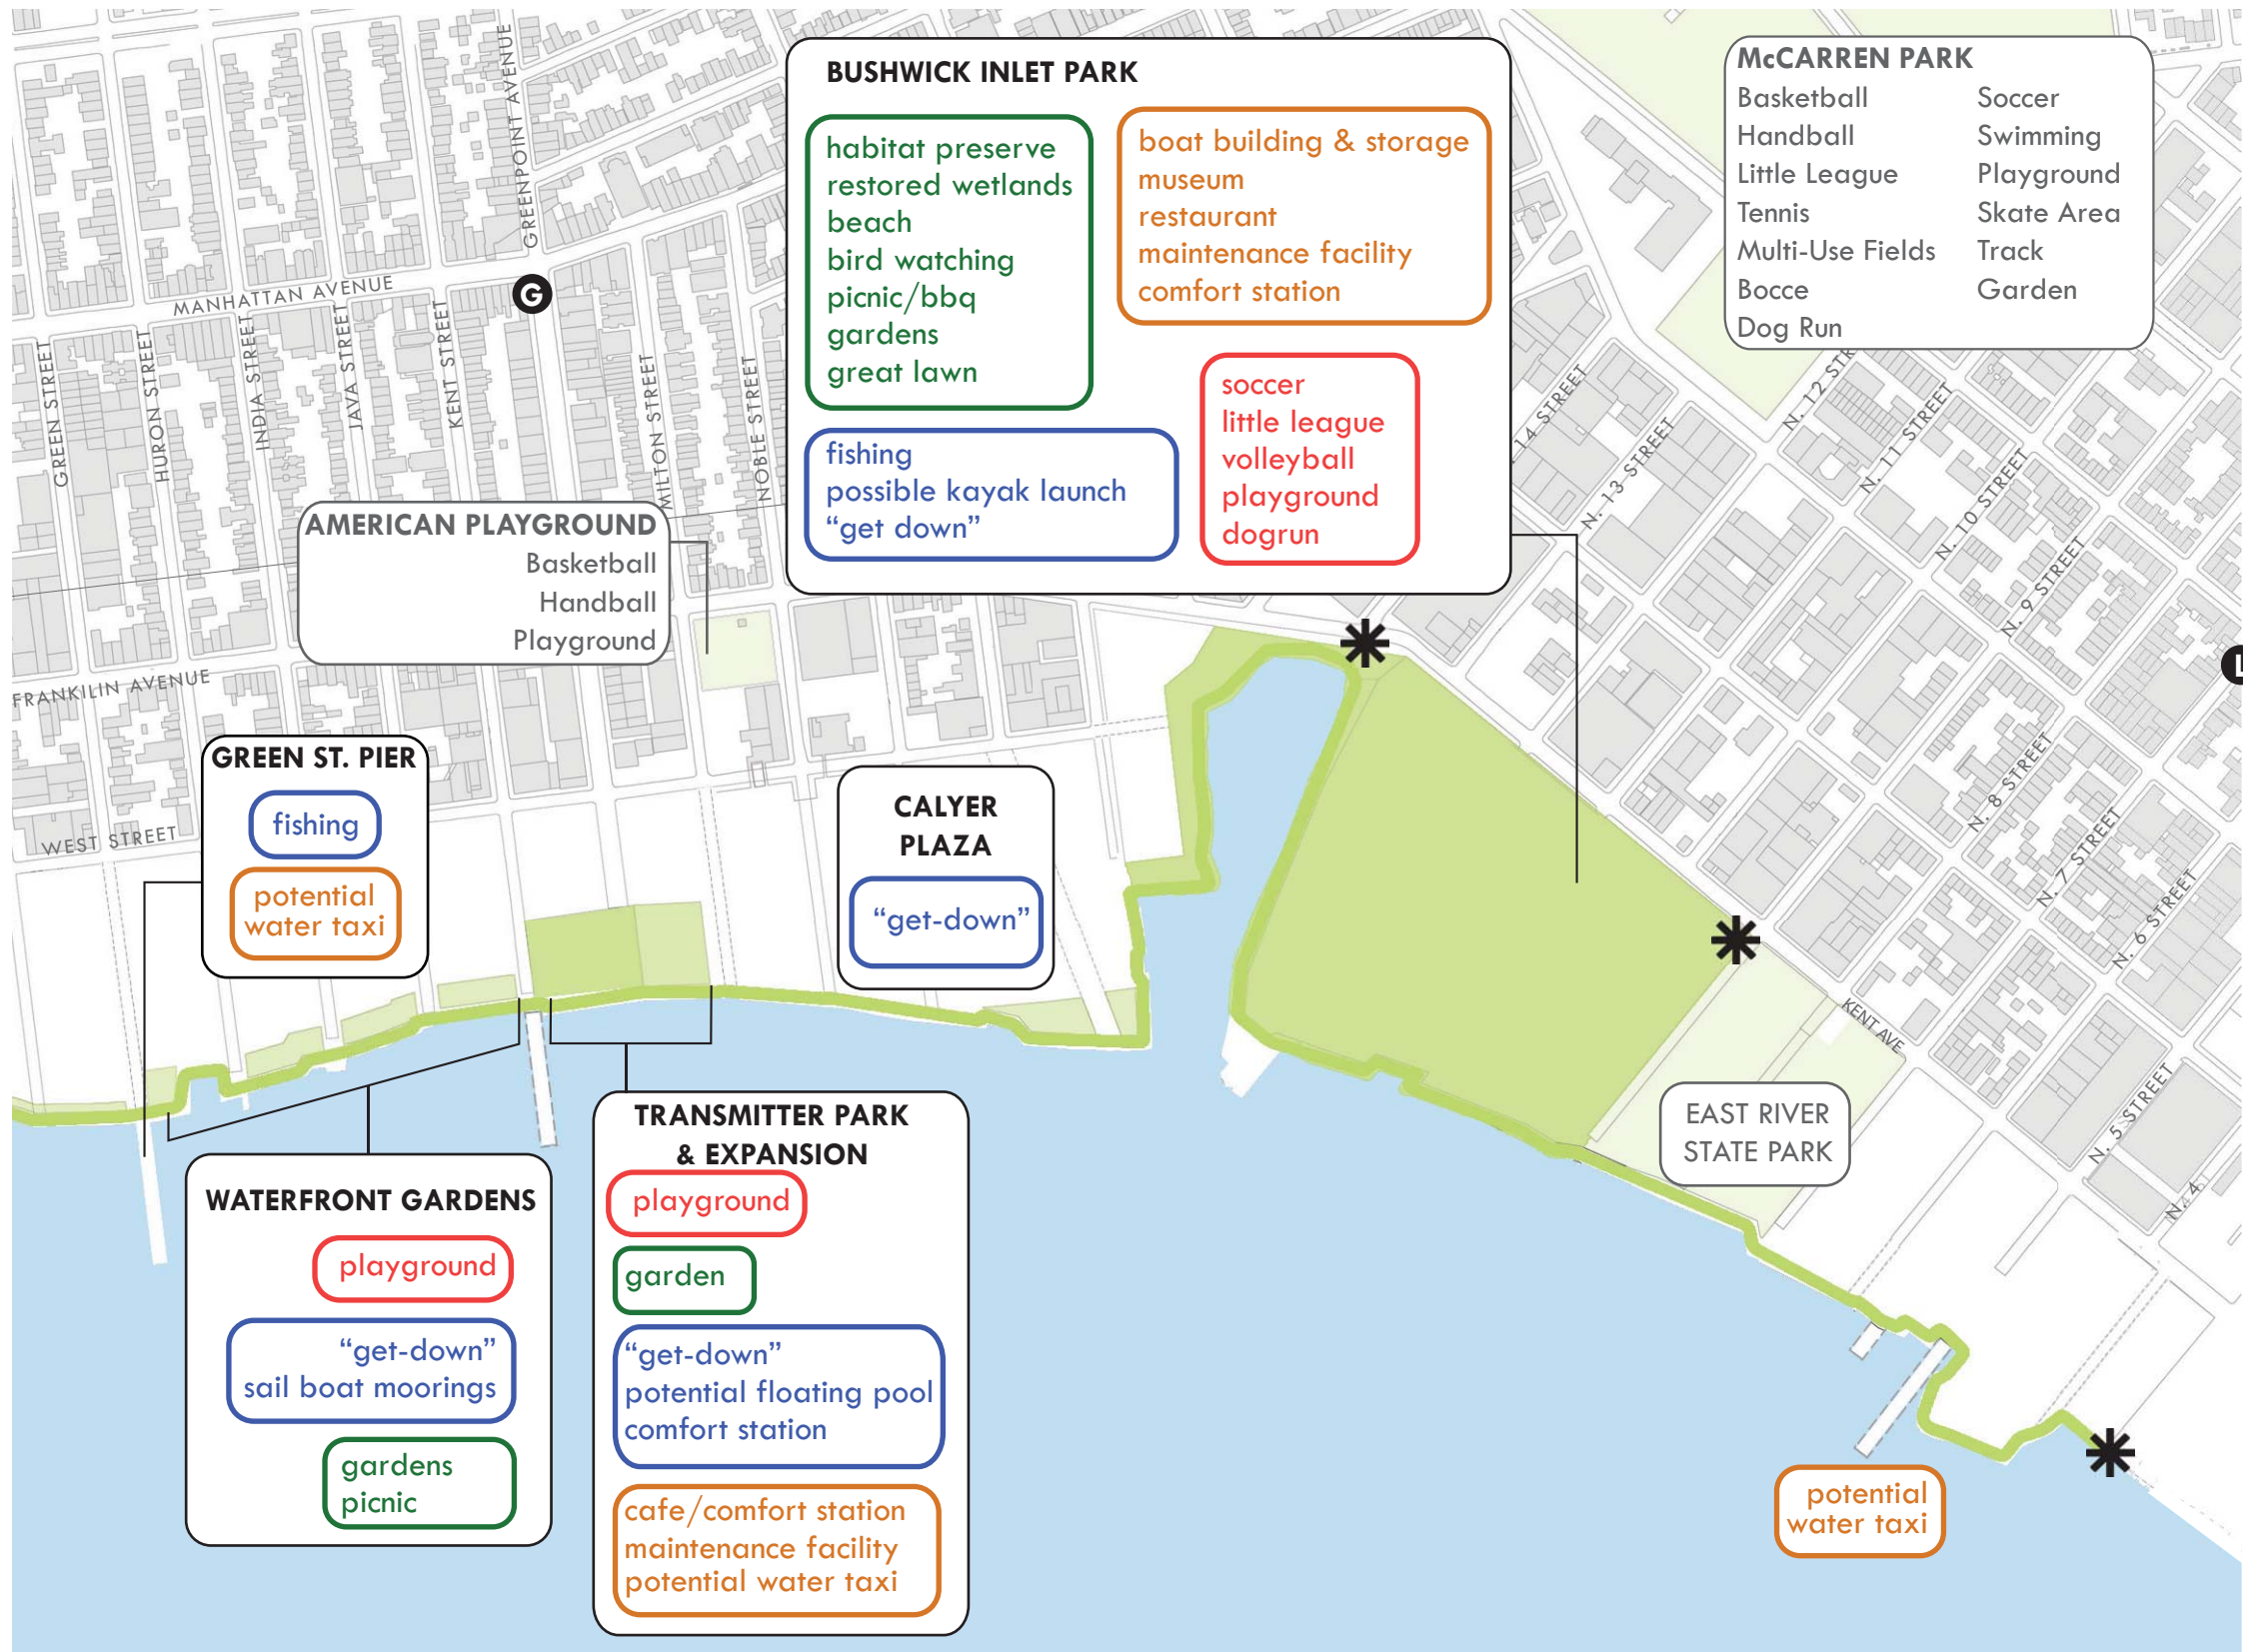 BUSHWICK INLET PARK
habitat preserve
restored wetlands
beach
bird watching
picnic/bbq
gardens
great lawn
boat building & storage
museum
restaurant
maintenance facility
comfort station
fishing
possible kayak launch
“get down”
soccer
little league
volleyball
playground
dogrun
McCARREN PARK
Basketball
Handball
Little League
Tennis
Multi-Use Fields
Bocce
Dog Run
Soccer
Swimming
Playground
Skate Area
Track
Garden
GREENPOINT AVENUE
MANHATTAN AVENUE
G
GREEN STREET
HURON STREET
INDIA STREET
JAVA STREET
KENT STREET
MILTON STREET
NOBLE STREET
AMERICAN PLAYGROUND
Basketball
Handball
Playground
FRANKILIN AVENUE
WEST STREET
14 STREET
N. 13 STREET
N. 12 STR
N. 11 STREET
N. 10 STREET
N. 9 STREET
N. 8 STREET
N. 7 STREET
N. 6 STREET
N. 5 STREET
N. 4
L
KENT AVE
GREEN ST. PIER
fishing
potential
water taxi
CALYER
PLAZA
“get-down”
EAST RIVER
STATE PARK
WATERFRONT GARDENS
playground
“get-down”
sail boat moorings
gardens
picnic
TRANSMITTER PARK
& EXPANSION
playground
garden
“get-down”
potential floating pool
comfort station
cafe/comfort station
maintenance facility
potential water taxi
potential
water taxi